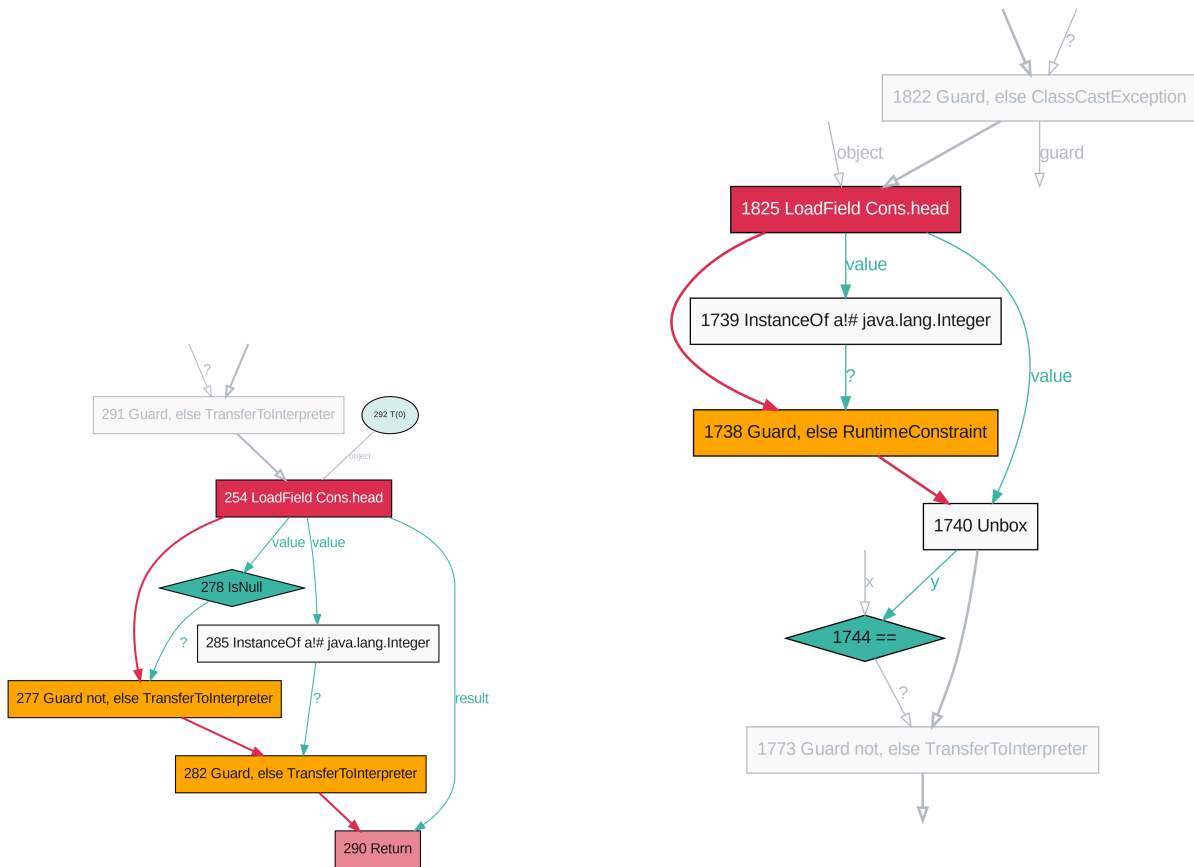 ?
291 Guard, else TransferToInterpreter
292 T(0)
object
254 LoadField Cons.head
value
value
278 IsNull
?
285 InstanceOf a!# java.lang.Integer
277 Guard not, else TransferToInterpreter
?
result
282 Guard, else TransferToInterpreter
290 Return
?
1822 Guard, else ClassCastException
object
guard
1825 LoadField Cons.head
value
1739 InstanceOf a!# java.lang.Integer
?
value
1738 Guard, else RuntimeConstraint
1740 Unbox
x
y
1744 ==
?
1773 Guard not, else TransferToInterpreter